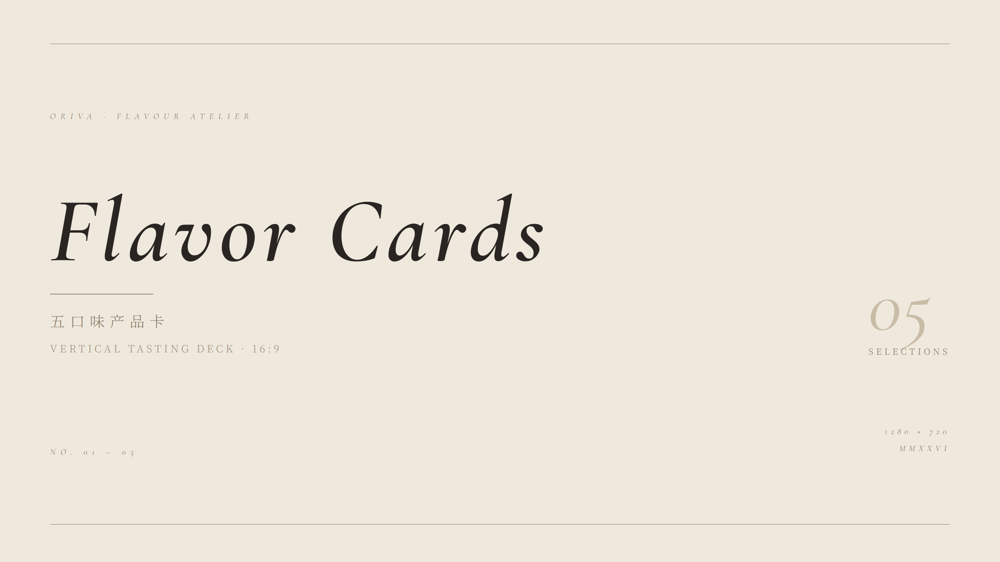 ORIVA · FLAVOUR ATELIER
Flavor Cards
五口味产品卡
VERTICAL TASTING DECK · 16:9
05
SELECTIONS
NO. 01 – 05
1280 × 720
MMXXVI